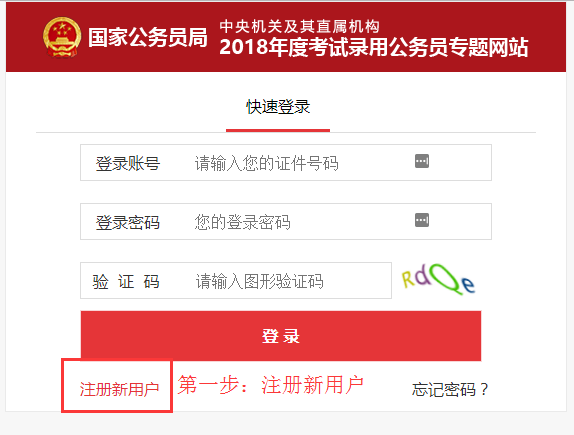 国家公务员局
中央机关及其直属机构
2018年度考试录用公务员专题网站
快速登录
登录账号 请输入您的证件号码
登录密码 您的登录密码
验 证 码 请输入图形验证码 RdQe
登 录
注册新用户 第一步：注册新用户 忘记密码？